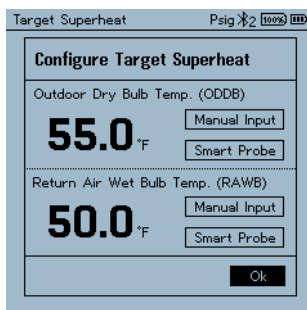 Target Superheat Psig 2 100%
Configure Target Superheat
Outdoor Dry Bulb Temp. (ODDB)
55.0 °F
Manual Input
Smart Probe
Return Air Wet Bulb Temp. (RAWB)
50.0 °F
Manual Input
Smart Probe
Ok